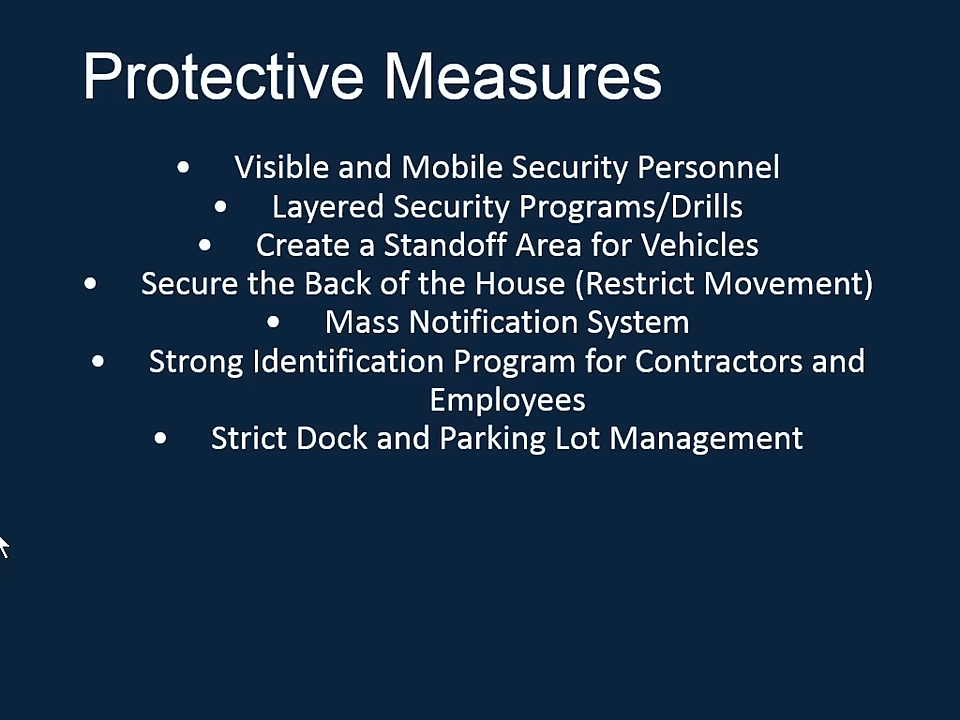 Protective Measures
• Visible and Mobile Security Personnel
• Layered Security Programs/Drills
• Create a Standoff Area for Vehicles
• Secure the Back of the House (Restrict Movement)
• Mass Notification System
• Strong Identification Program for Contractors and
Employees
• Strict Dock and Parking Lot Management